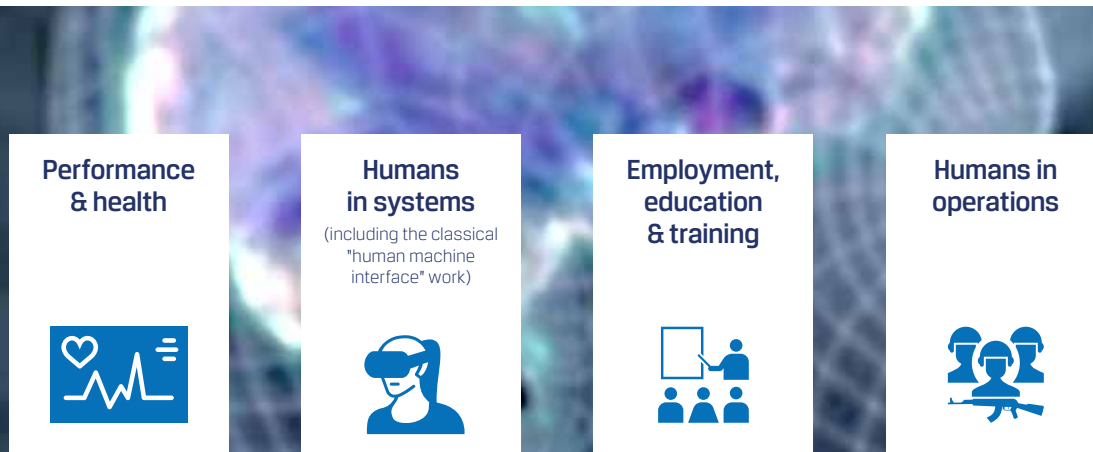 Performance
& health
Humans
in systems
(including the classical
"human machine
interface" work)
Employment,
education
& training
Humans in
operations